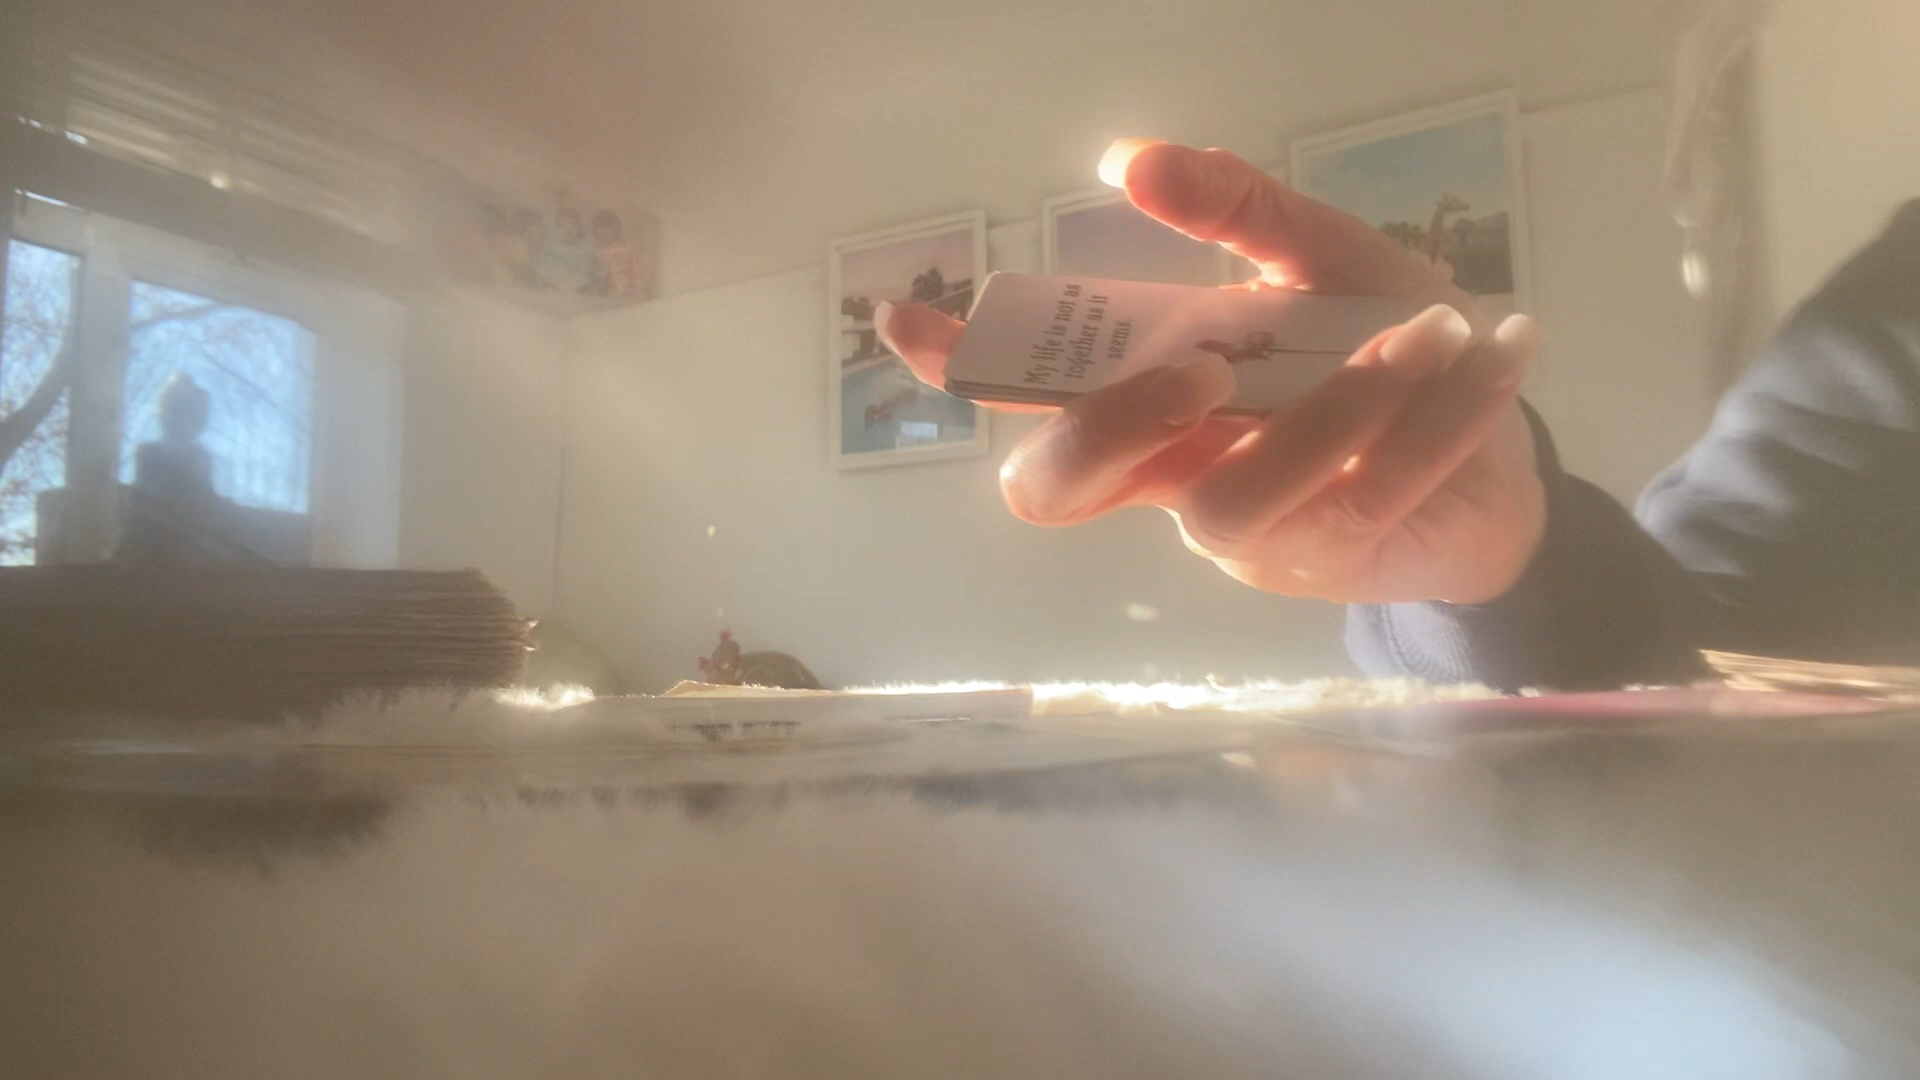 My life is not as
together as it
seems.